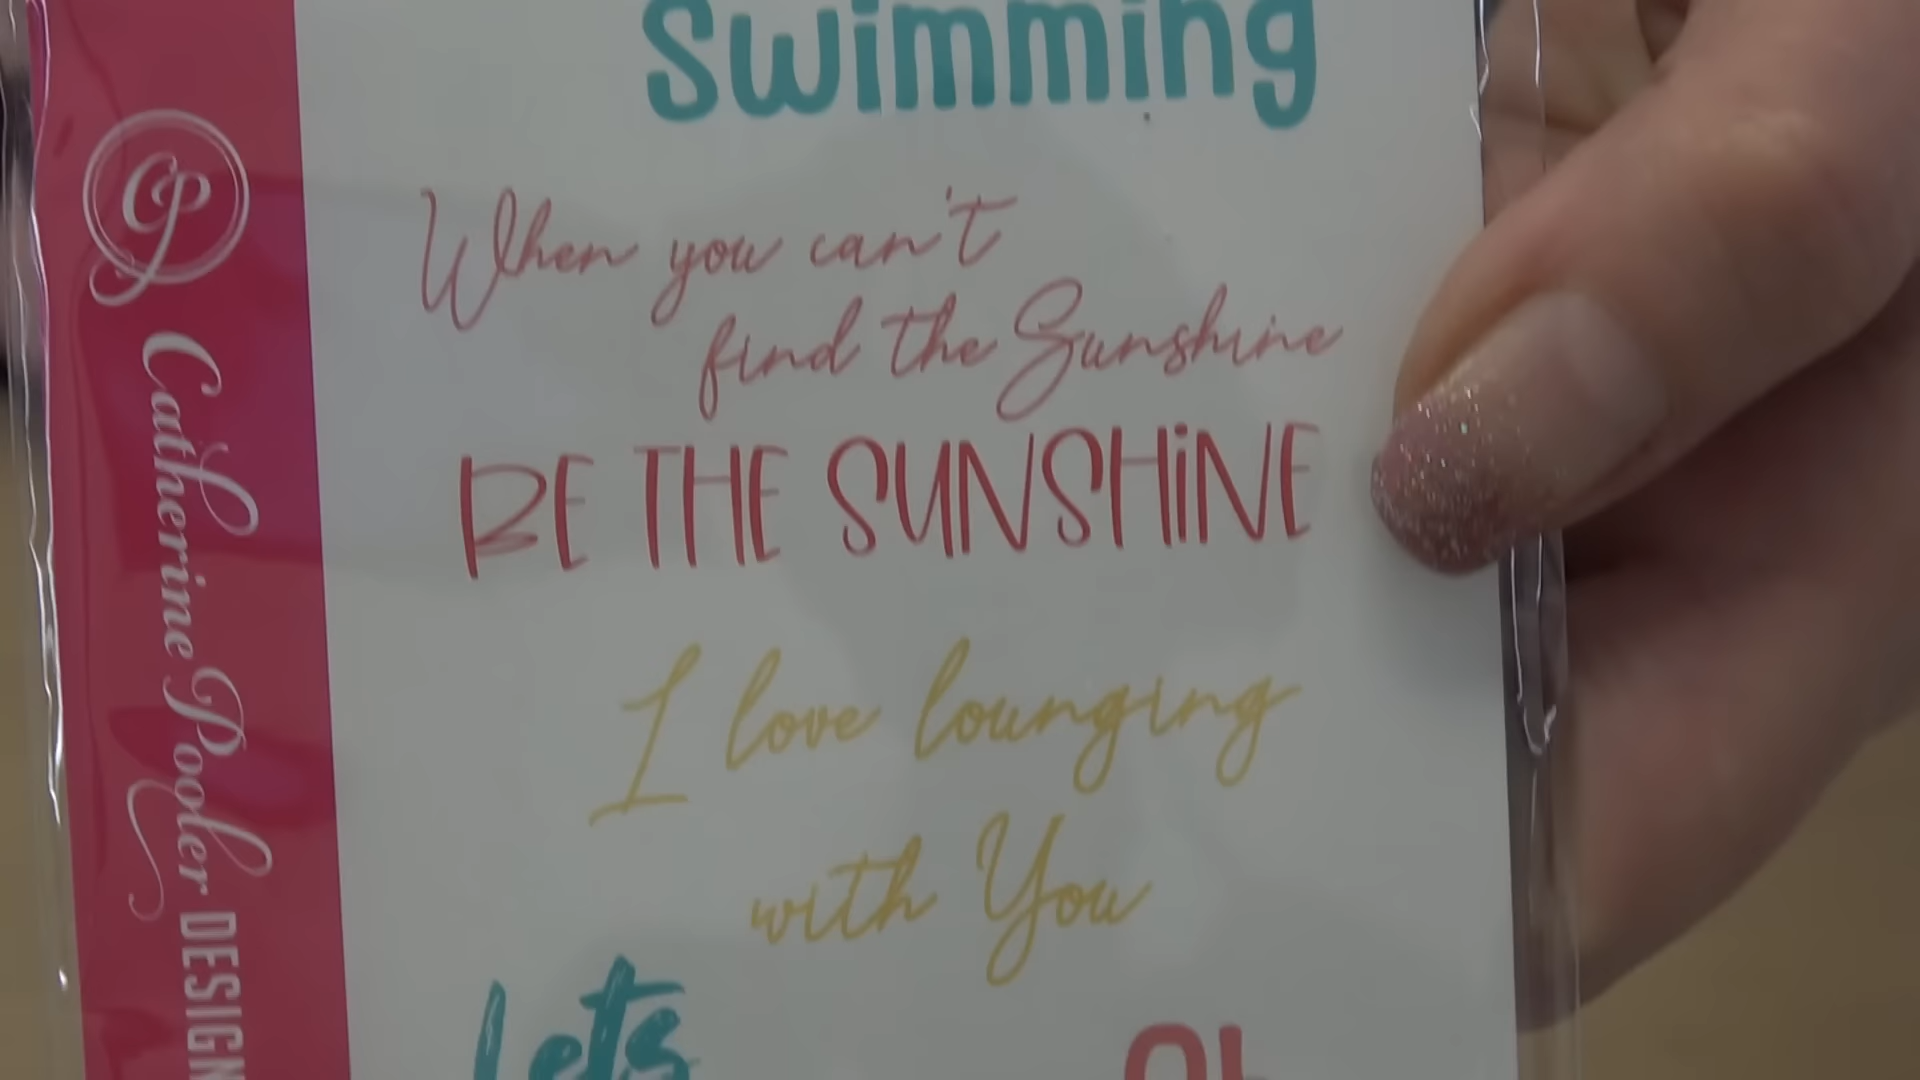 Swimming
When you can't
find the Sunshine
BE THE SUNSHiNE
I love lounging
with You
Lets
Catherine Pooler DESIGN